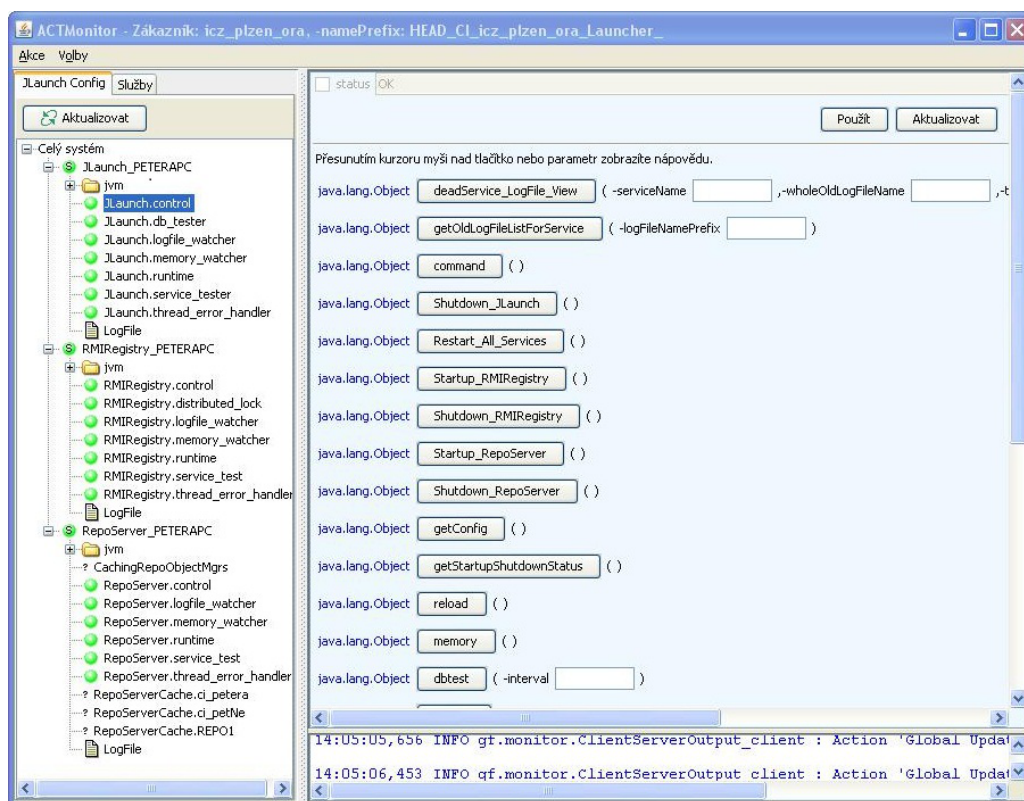 ACTMonitor - Zákazník: icz_plzen_ora, -namePrefix: HEAD_CI_icz_plzen_ora_Launcher_
Akce Volby
JLaunch Config Služby
Aktualizovat
Celý systém
JLaunch_PETERAPC
jvm
JLaunch.control
JLaunch.db_tester
JLaunch.logfile_watcher
JLaunch.memory_watcher
JLaunch.runtime
JLaunch.service_tester
JLaunch.thread_error_handler
LogFile
RMIRegistry_PETERAPC
jvm
RMIRegistry.control
RMIRegistry.distributed_lock
RMIRegistry.logfile_watcher
RMIRegistry.memory_watcher
RMIRegistry.runtime
RMIRegistry.service_test
RMIRegistry.thread_error_handler
LogFile
RepoServer_PETERAPC
jvm
? CachingRepoObjectMgrs
RepoServer.control
RepoServer.logfile_watcher
RepoServer.memory_watcher
RepoServer.runtime
RepoServer.service_test
RepoServer.thread_error_handler
? RepoServerCache.ci_petera
? RepoServerCache.ci_petNe
? RepoServerCache.REPO1
LogFile
status OK
Použít Aktualizovat
Přesunutím kurzoru myši nad tlačítko nebo parametr zobrazíte nápovědu.
java.lang.Object deadService_LogFile_View ( -serviceName ,-wholeOldLogFileName ,-t
java.lang.Object getOldLogFileListForService ( -logFileNamePrefix )
java.lang.Object command ( )
java.lang.Object Shutdown_JLaunch ( )
java.lang.Object Restart_All_Services ( )
java.lang.Object Startup_RMIRegistry ( )
java.lang.Object Shutdown_RMIRegistry ( )
java.lang.Object Startup_RepoServer ( )
java.lang.Object Shutdown_RepoServer ( )
java.lang.Object getConfig ( )
java.lang.Object getStartupShutdownStatus ( )
java.lang.Object reload ( )
java.lang.Object memory ( )
java.lang.Object dbtest ( -interval )
14:05:05,656 INFO gf.monitor.ClientServerOutput_client : Action 'Global Updat
14:05:06,453 INFO gf.monitor.ClientServerOutput client : Action 'Global Updat